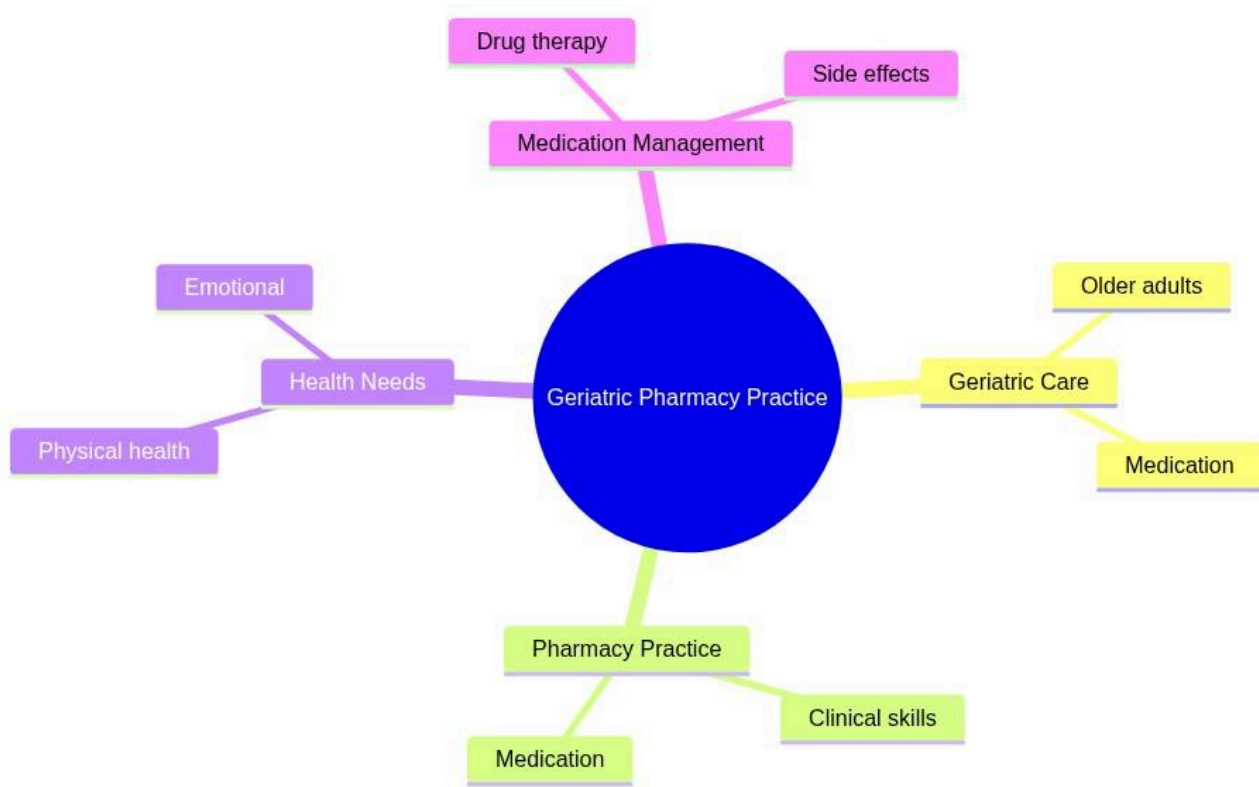 Drug therapy
Side effects
Medication Management
Emotional
Older adults
Health Needs
Geriatric Pharmacy Practice
Geriatric Care
Physical health
Medication
Pharmacy Practice
Clinical skills
Medication